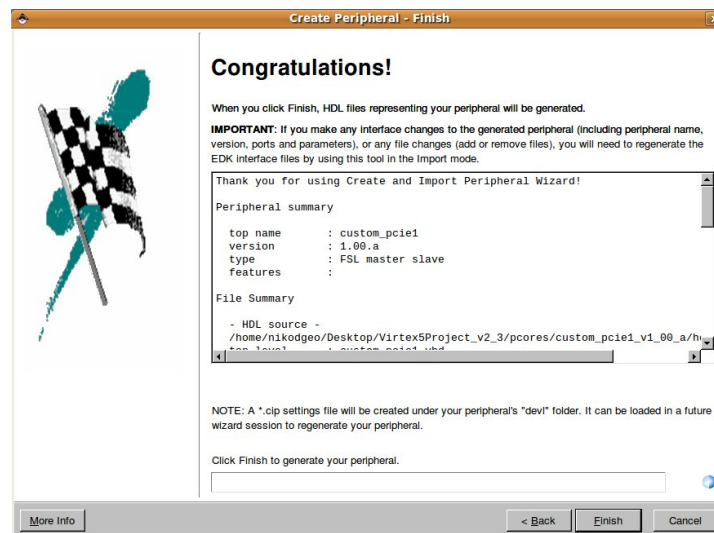 Create Peripheral - Finish
Congratulations!
When you click Finish, HDL files representing your peripheral will be generated.
IMPORTANT: If you make any interface changes to the generated peripheral (including peripheral name,
version, ports and parameters), or any file changes (add or remove files), you will need to regenerate the
EDK interface files by using this tool in the Import mode.
Thank you for using Create and Import Peripheral Wizard!
Peripheral summary
top name : custom_pcie1
version : 1.00.a
type : FSL master slave
features :
File Summary
- HDL source -
/home/nikodgeo/Desktop/Virtex5Project_v2_3/pcores/custom_pcie1_v1_00_a/h
top level : custom_pcie1.vhd
NOTE: A *.cip settings file will be created under your peripheral's "devl" folder. It can be loaded in a future
wizard session to regenerate your peripheral.
Click Finish to generate your peripheral.
More Info
< Back
Finish
Cancel